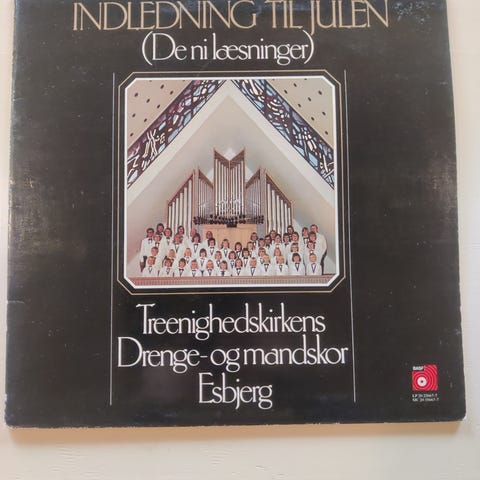 INDLEDNING TIL JULEN
(De ni læsninger)
Treenighedskirkens
Drenge- og mandskor
Esbjerg
BASF